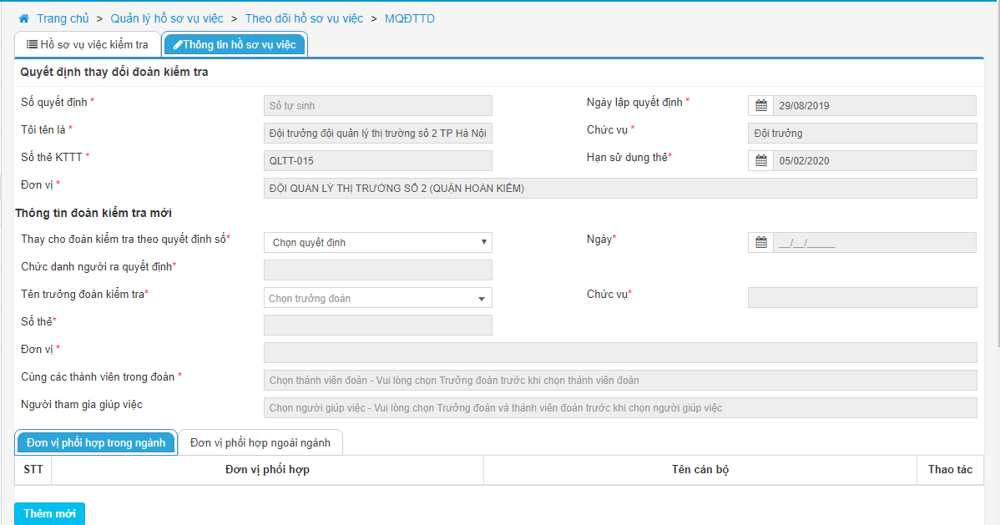 Trang chủ > Quản lý hồ sơ vụ việc > Theo dõi hồ sơ vụ việc > MQĐTTD
Hồ sơ vụ việc kiểm tra Thông tin hồ sơ vụ việc
Quyết định thay đổi đoàn kiểm tra
Số quyết định * Số tự sinh Ngày lập quyết định * 29/08/2019
Tôi tên là * Đội trưởng đội quản lý thị trường số 2 TP Hà Nội Chức vụ * Đội trưởng
Số thẻ KTTT * QLTT-015 Hạn sử dụng thẻ* 05/02/2020
Đơn vị * ĐỘI QUẢN LÝ THỊ TRƯỜNG SỐ 2 (QUẬN HOÀN KIẾM)
Thông tin đoàn kiểm tra mới
Thay cho đoàn kiểm tra theo quyết định số* Chọn quyết định Ngày* __/__/____
Chức danh người ra quyết định*
Tên trưởng đoàn kiểm tra* Chọn trưởng đoàn Chức vụ*
Số thẻ*
Đơn vị *
Cùng các thành viên trong đoàn * Chọn thành viên đoàn - Vui lòng chọn Trưởng đoàn trước khi chọn thành viên đoàn
Người tham gia giúp việc Chọn người giúp việc - Vui lòng chọn Trưởng đoàn và thành viên đoàn trước khi chọn người giúp việc
Đơn vị phối hợp trong ngành Đơn vị phối hợp ngoài ngành
STT Đơn vị phối hợp Tên cán bộ Thao tác
Thêm mới